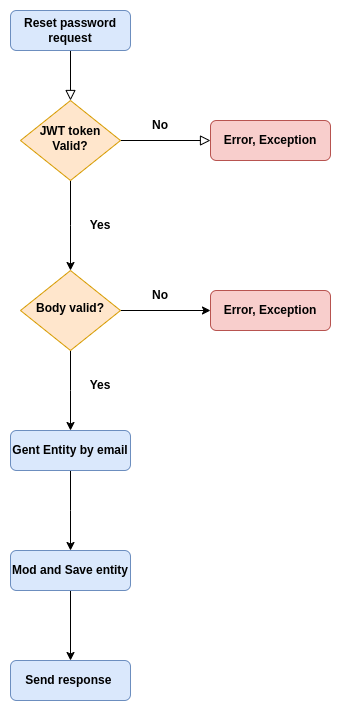 Reset password
request
JWT token
Valid?
No
Error, Exception
Yes
Body valid?
No
Error, Exception
Yes
Gent Entity by email
Mod and Save entity
Send response